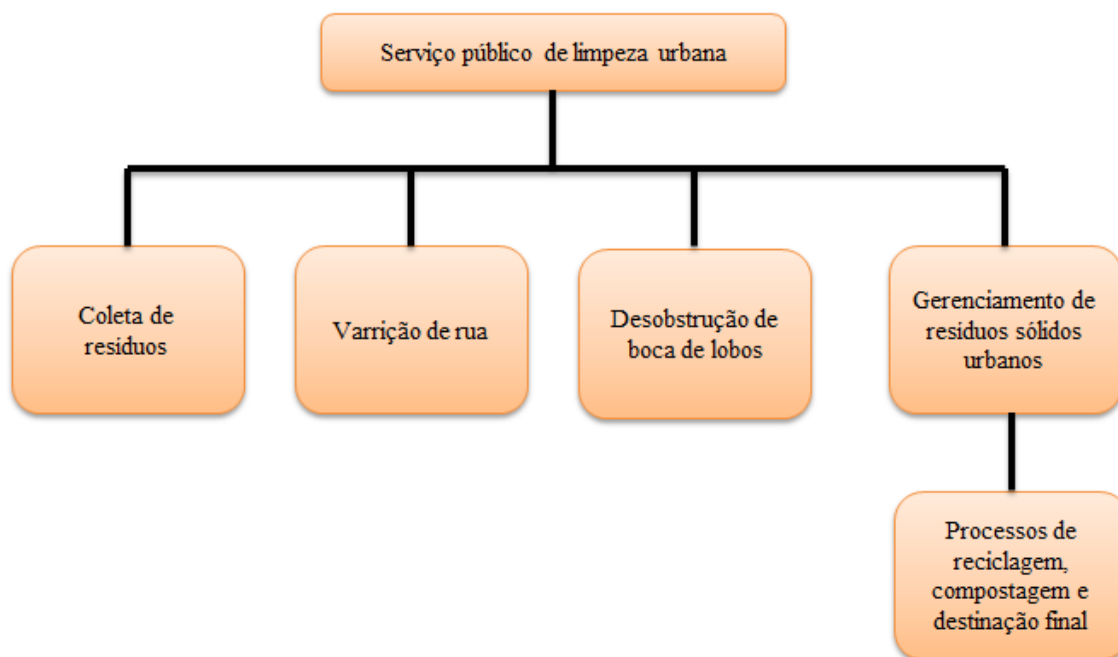 Serviço público de limpeza urbana
Coleta de
resíduos
Varrição de rua
Desobstrução de
boca de lobos
Gerenciamento de
resíduos sólidos
urbanos
Processos de
reciclagem,
compostagem e
destinação final